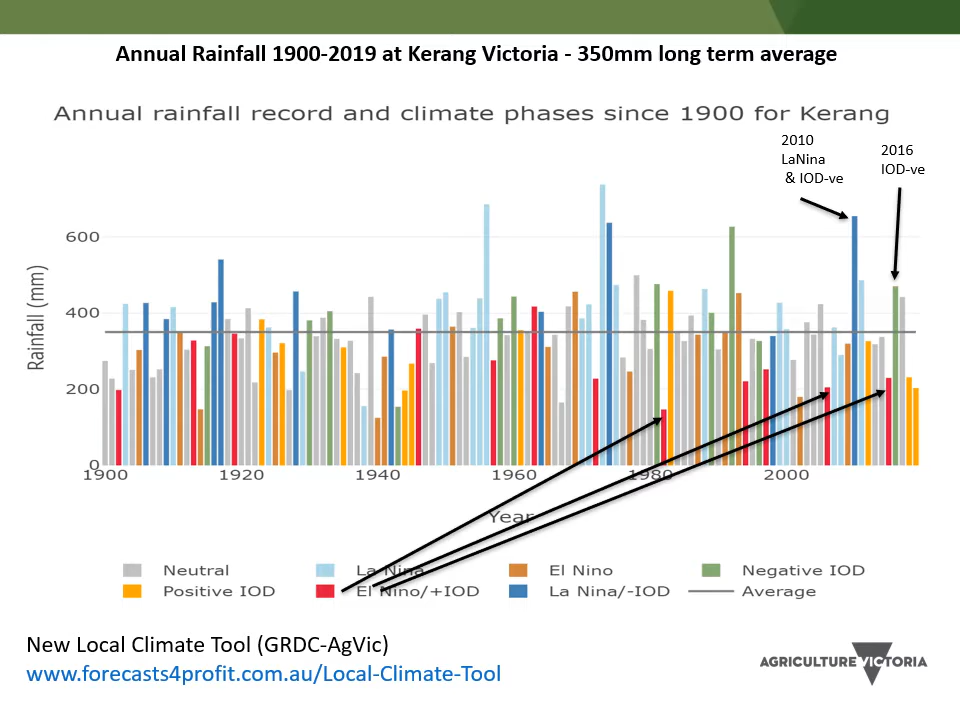 Annual Rainfall 1900-2019 at Kerang Victoria - 350mm long term average
Annual rainfall record and climate phases since 1900 for Kerang
2010
LaNina
& IOD-ve
2016
IOD-ve
Rainfall (mm)
600
400
200
0
1900 1920 1940 1960 1980 2000
Year
Neutral La Nina El Nino Negative IOD
Positive IOD El Nino/+IOD La Nina/-IOD Average
New Local Climate Tool (GRDC-AgVic)
www.forecasts4profit.com.au/Local-Climate-Tool
AGRICULTURE VICTORIA